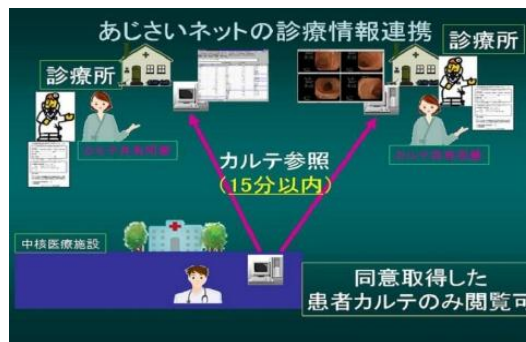 あじさいネットの診療情報連携
診療所
診療所
カルテ参照
(15分以内)
中核医療施設
同意取得した
患者カルテのみ閲覧可